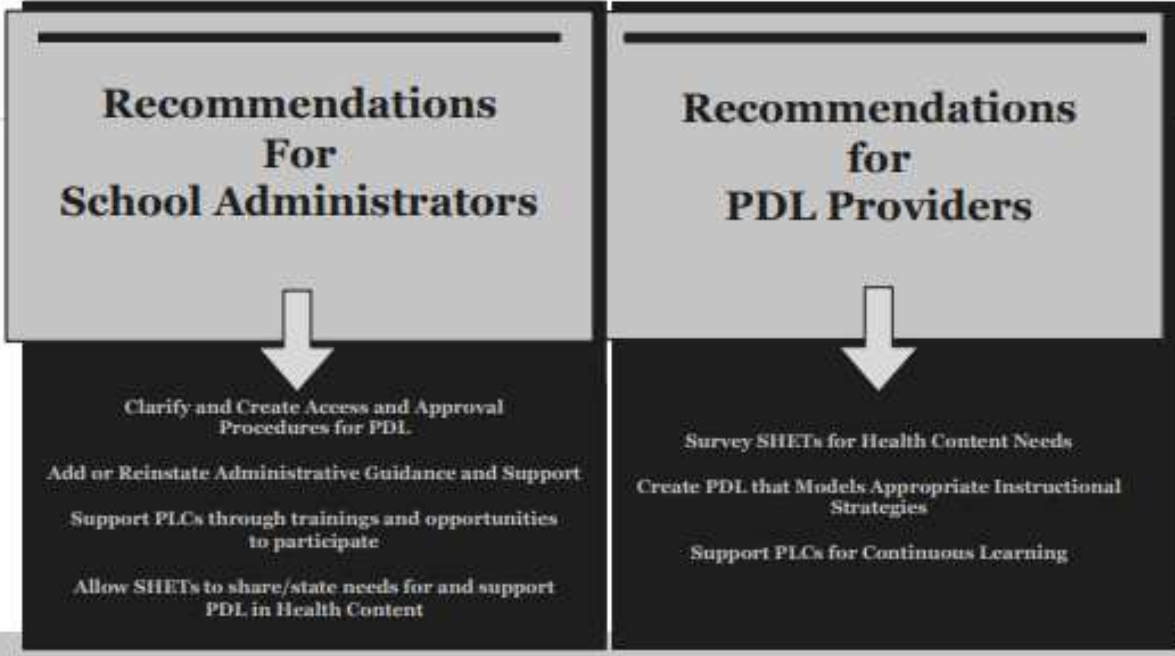 Recommendations
For
School Administrators
Clarify and Create Access and Approval
Procedures for PDL
Add or Reinstate Administrative Guidance and Support
Support PLCs through trainings and opportunities
to participate
Allow SHETs to share/state needs for and support
PDL in Health Content
Recommendations
for
PDL Providers
Survey SHETs for Health Content Needs
Create PDL that Models Appropriate Instructional
Strategies
Support PLCs for Continuous Learning